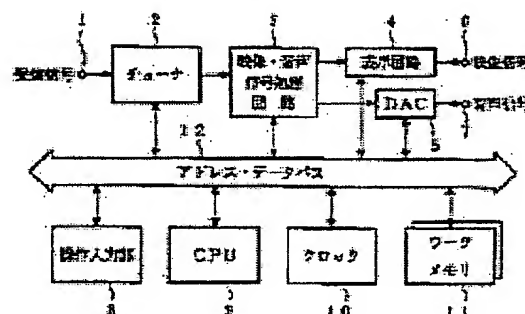 1 2 3 4 6
受信信号
チューナ
映像・音声
信号処理
回路
表示回路
映像信号
DAC
音声信号
5 7
12
アドレス・データバス
操作入力部
CPU
クロック
ワーク
メモリ
8 9 10 11